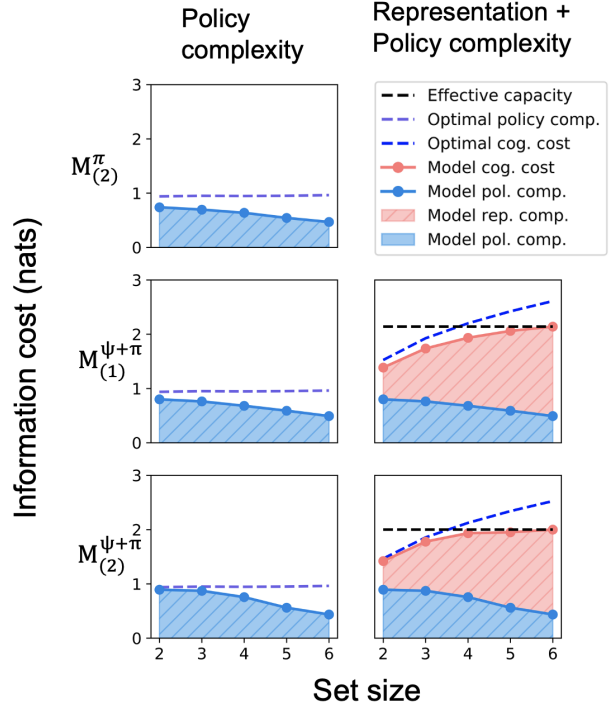 Policy
complexity
Representation +
Policy complexity
Information cost (nats)
M^π_(2)
3
2
1
0
Effective capacity
Optimal policy comp.
Optimal cog. cost
Model cog. cost
Model pol. comp.
Model rep. comp.
Model pol. comp.
M^ψ+π_(1)
3
2
1
0
M^ψ+π_(2)
3
2
1
0
2 3 4 5 6
2 3 4 5 6
Set size